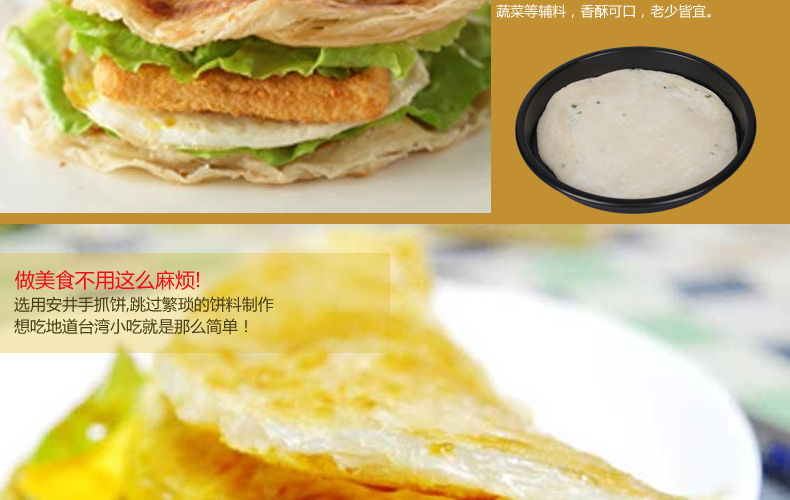 蔬菜等辅料，香酥可口，老少皆宜。
做美食不用这么麻烦!
选用安井手抓饼,跳过繁琐的饼料制作
想吃地道台湾小吃就是那么简单！